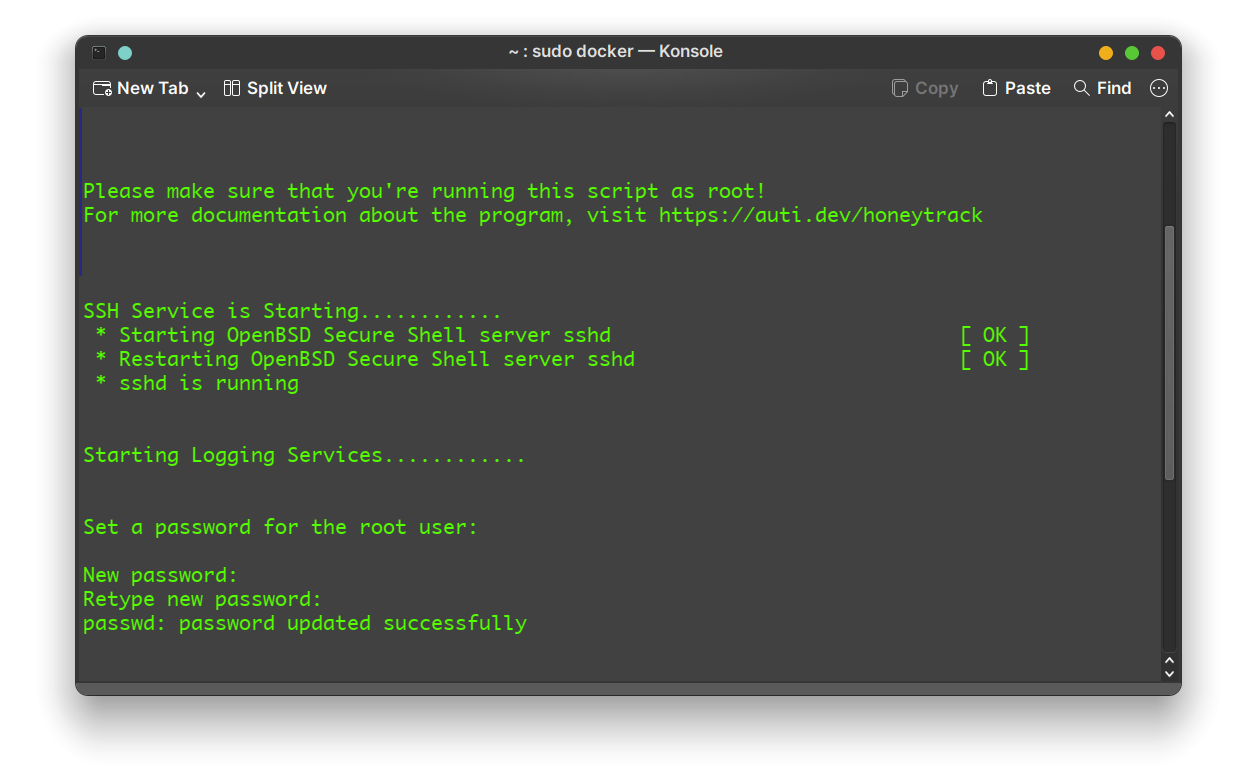 ~ : sudo docker — Konsole
New Tab Split View Copy Paste Find
Please make sure that you're running this script as root!
For more documentation about the program, visit https://auti.dev/honeytrack
SSH Service is Starting............
* Starting OpenBSD Secure Shell server sshd [ OK ]
* Restarting OpenBSD Secure Shell server sshd [ OK ]
* sshd is running
Starting Logging Services............
Set a password for the root user:
New password:
Retype new password:
passwd: password updated successfully